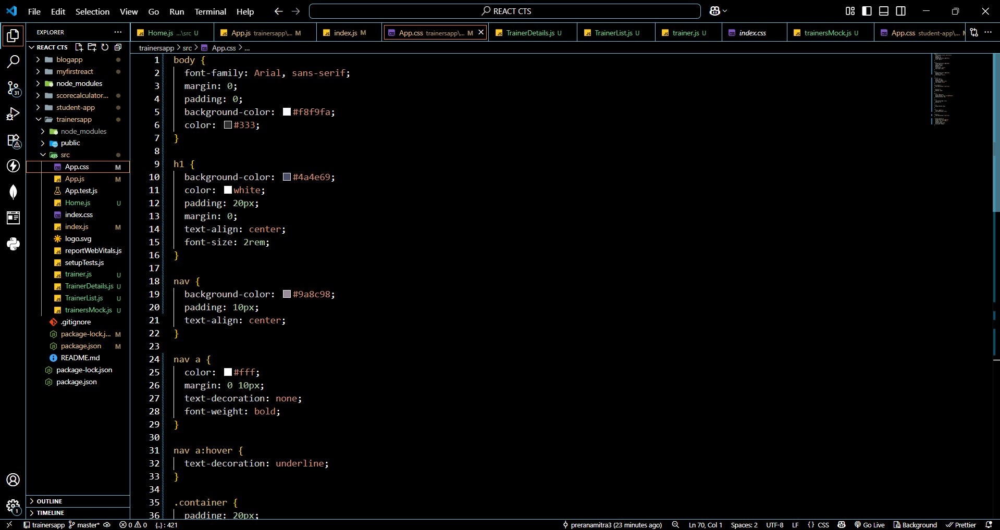 File Edit Selection View Go Run Terminal Help
REACT CTS
EXPLORER
Home.js ...\src U
App.js trainersapp\... M
index.js M
App.css trainersapp\... M
TrainerDetails.js U
TrainerList.js U
trainer.js U
index.css
trainersMock.js U
App.css student-app\...
REACT CTS
trainersapp > src > App.css > ...
blogapp
myfirstreact
node_modules
scorecalculator...
student-app
trainersapp
node_modules
public
src
App.css M
App.js M
App.test.js
Home.js U
index.css
index.js M
logo.svg
reportWebVitals.js
setupTests.js
trainer.js U
TrainerDetails.js U
TrainerList.js U
trainersMock.js U
.gitignore
package-lock.j... M
package.json M
README.md
package-lock.json
package.json
OUTLINE
TIMELINE
31
1
1 body {
2 font-family: Arial, sans-serif;
3 margin: 0;
4 padding: 0;
5 background-color: #f8f9fa;
6 color: #333;
7 }
8
9 h1 {
10 background-color: #4a4e69;
11 color: white;
12 padding: 20px;
13 margin: 0;
14 text-align: center;
15 font-size: 2rem;
16 }
17
18 nav {
19 background-color: #9a8c98;
20 padding: 10px;
21 text-align: center;
22 }
23
24 nav a {
25 color: #fff;
26 margin: 0 10px;
27 text-decoration: none;
28 font-weight: bold;
29 }
30
31 nav a:hover {
32 text-decoration: underline;
33 }
34
35 .container {
36 padding: 20px;
trainersapp master* 0 0 {..} : 421
preranamitra3 (23 minutes ago) Ln 70, Col 1 Spaces: 2 UTF-8 LF {} CSS Go Live Background Prettier